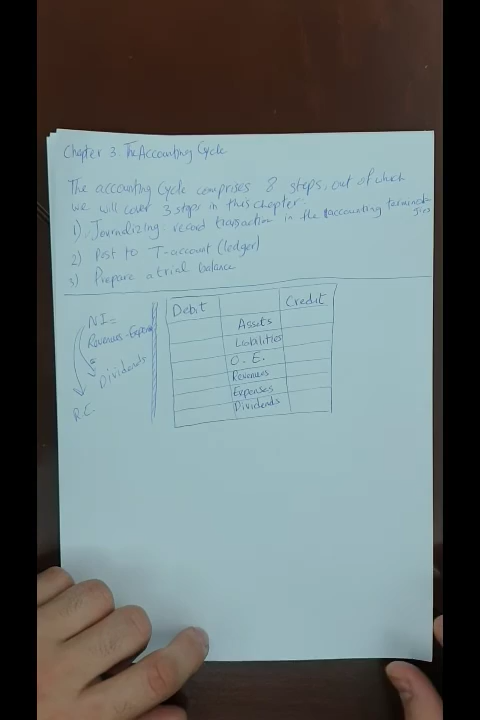 Chapter 3: The Accounting Cycle
The accounting Cycle comprises 8 steps, out of which
we will cover 3 steps in this chapter.
1) Journalizing: record transaction in the accounting
2) Post to T-account (ledger)
3) Prepare a trial balance
NI=
Revenues-Expenses
Dividends
RE
Debit Credit
Assets
Liabilities
O. E.
Revenues
Expenses
Dividends